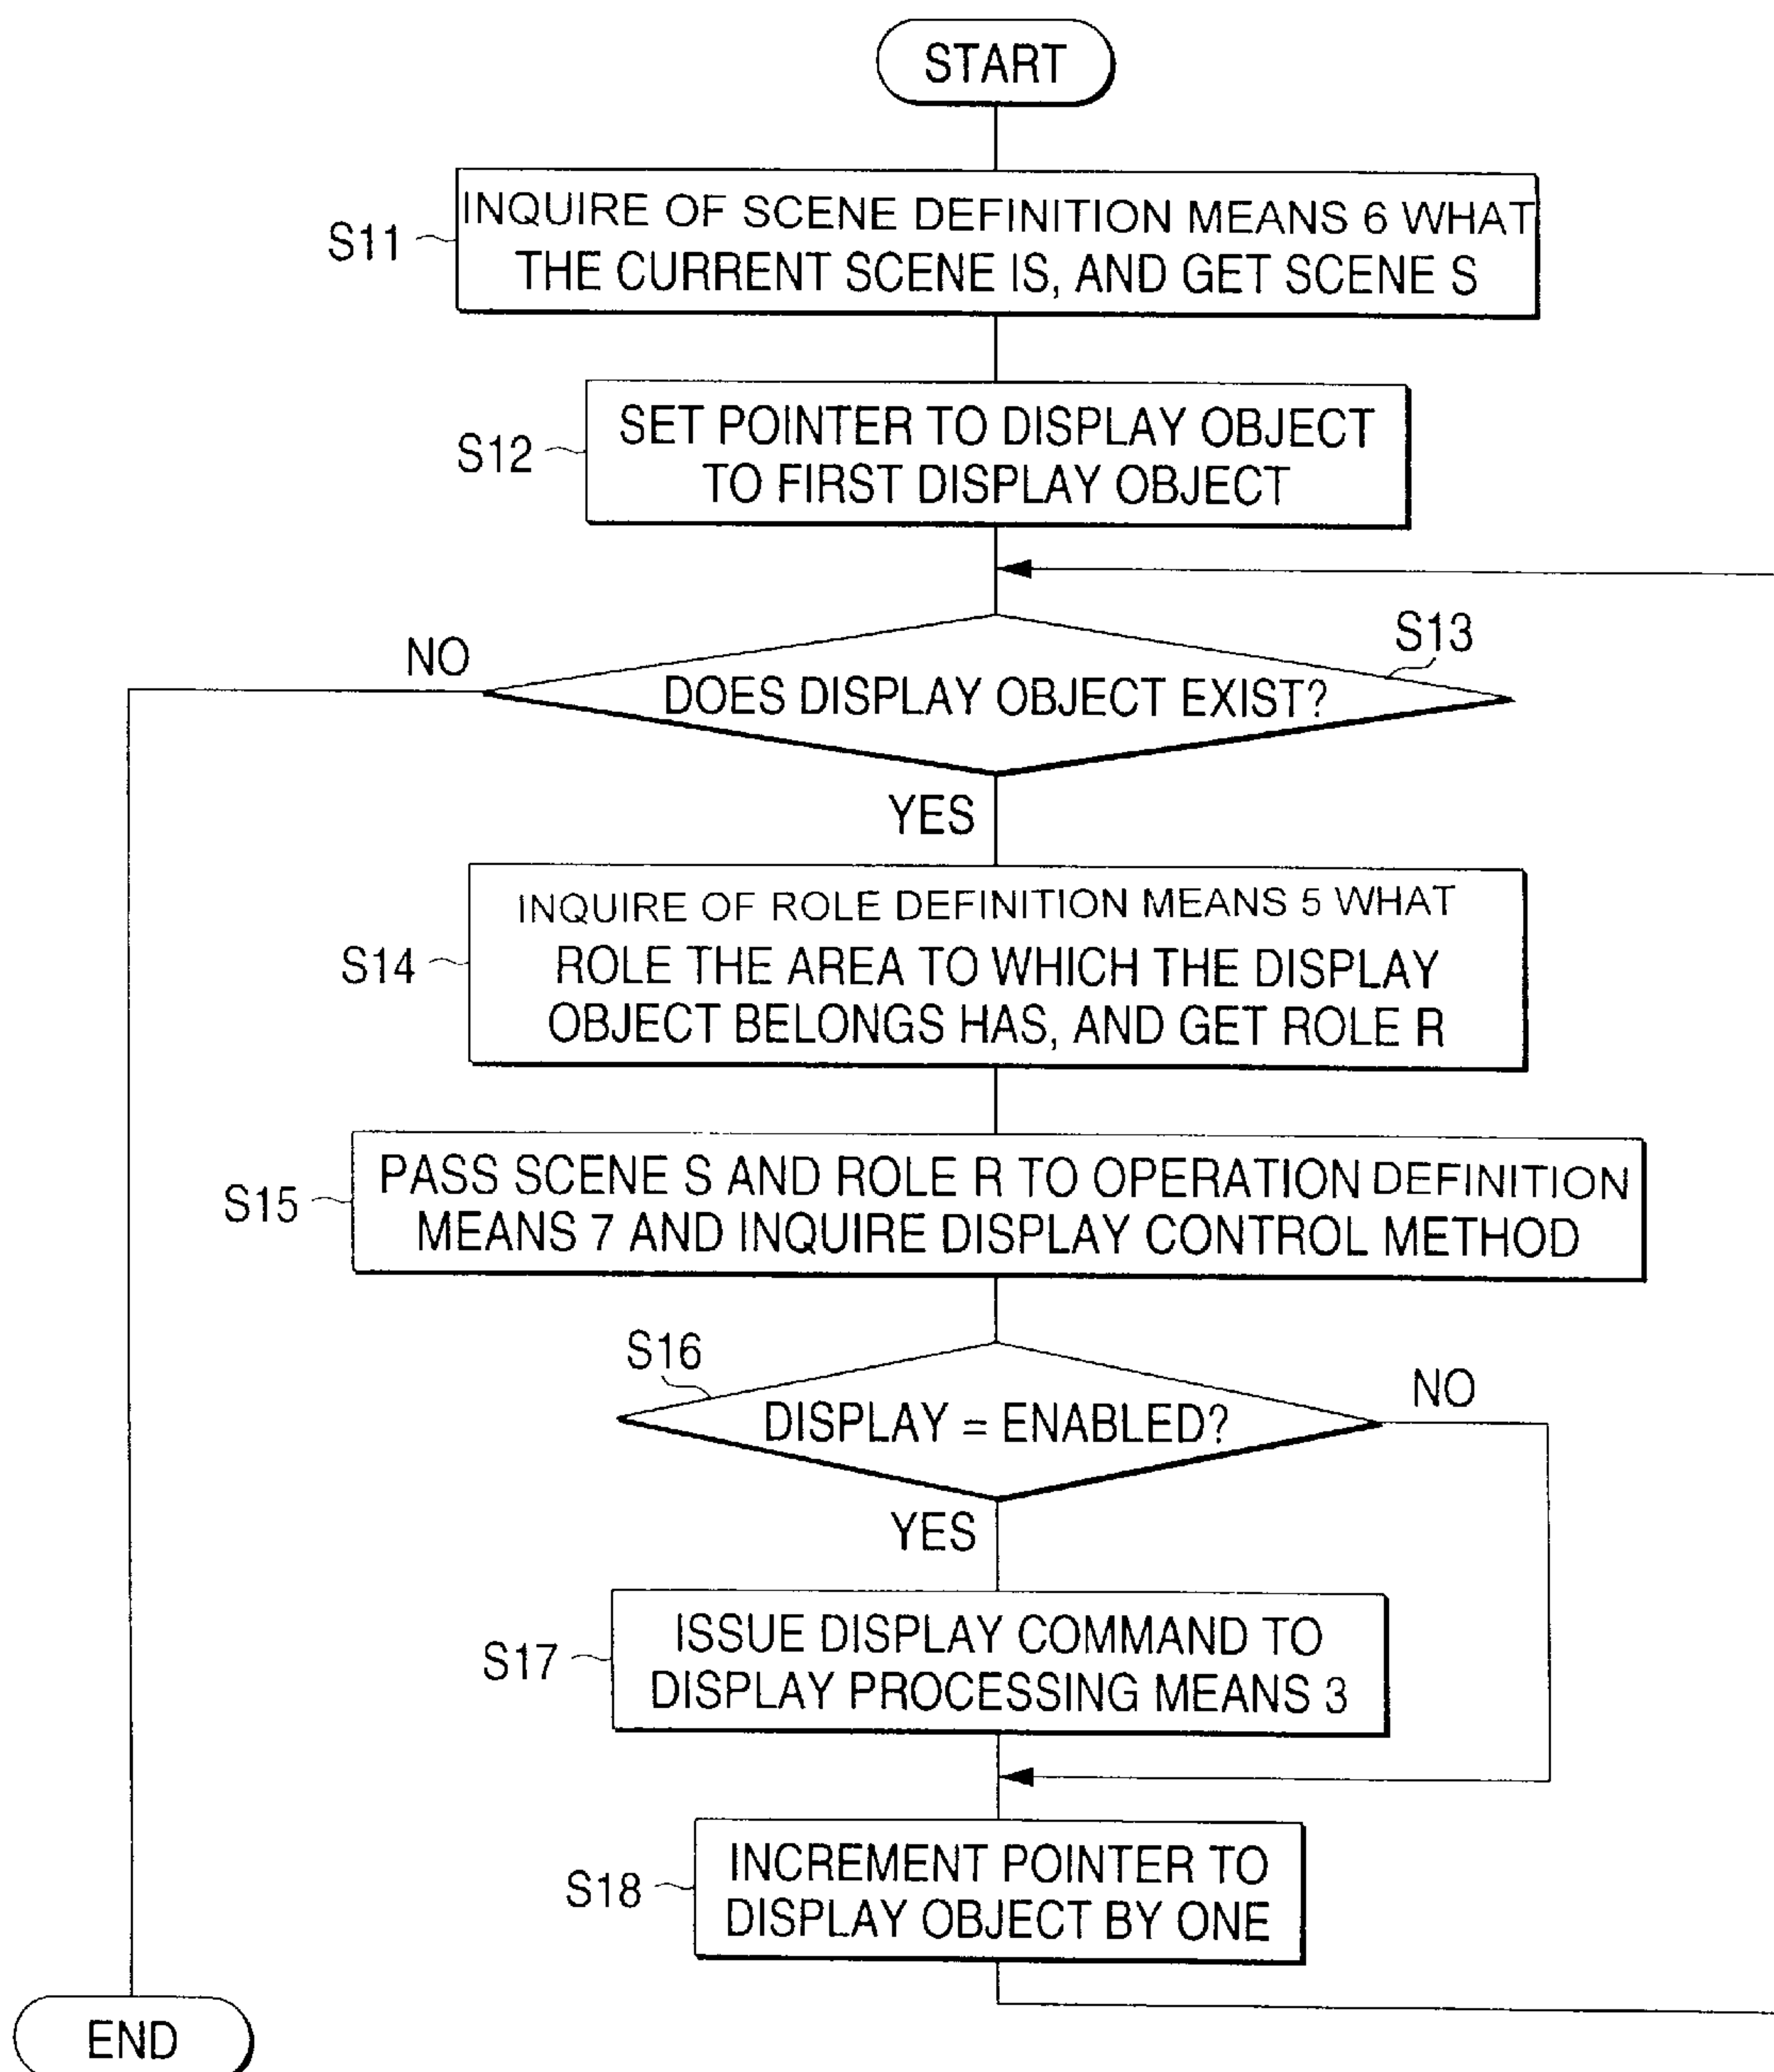 START
S11
INQUIRE OF SCENE DEFINITION MEANS 6 WHAT
THE CURRENT SCENE IS, AND GET SCENE S
S12
SET POINTER TO DISPLAY OBJECT
TO FIRST DISPLAY OBJECT
S13
NO
DOES DISPLAY OBJECT EXIST?
YES
S14
INQUIRE OF ROLE DEFINITION MEANS 5 WHAT
ROLE THE AREA TO WHICH THE DISPLAY
OBJECT BELONGS HAS, AND GET ROLE R
S15
PASS SCENE S AND ROLE R TO OPERATION DEFINITION
MEANS 7 AND INQUIRE DISPLAY CONTROL METHOD
S16
NO
DISPLAY = ENABLED?
YES
S17
ISSUE DISPLAY COMMAND TO
DISPLAY PROCESSING MEANS 3
S18
INCREMENT POINTER TO
DISPLAY OBJECT BY ONE
END